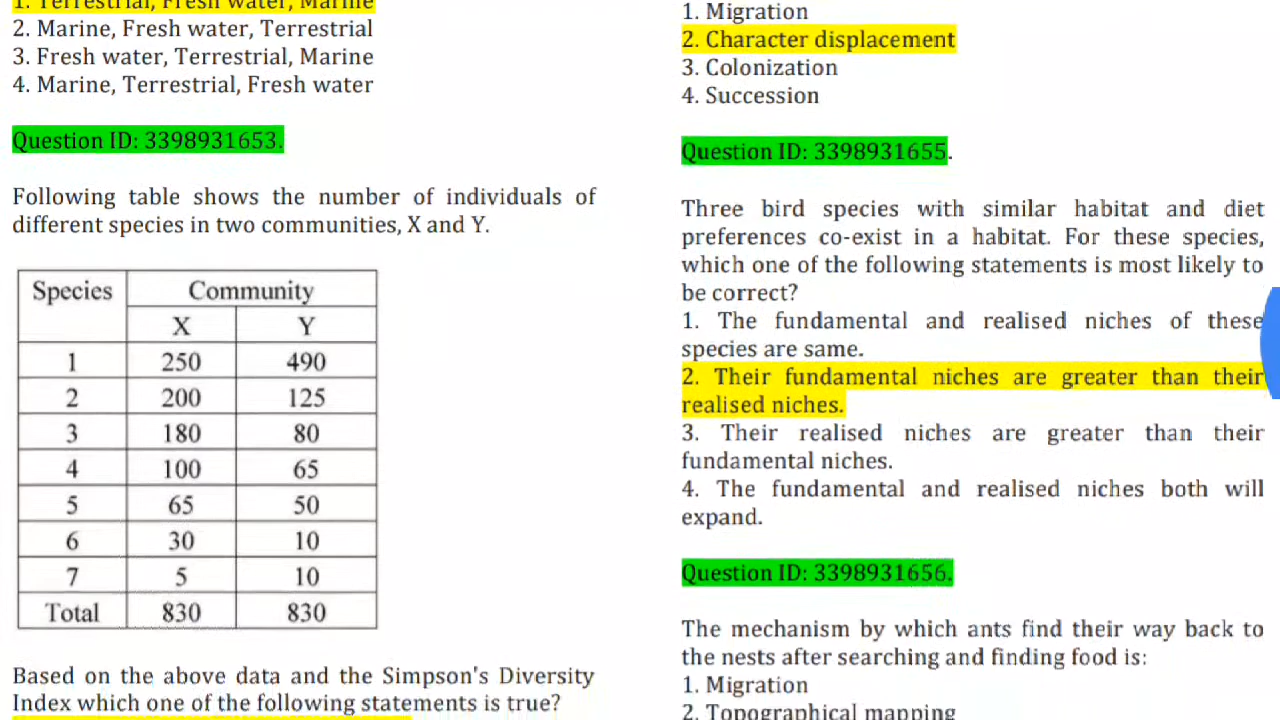 1. Terrestrial, Fresh water, Marine
2. Marine, Fresh water, Terrestrial
3. Fresh water, Terrestrial, Marine
4. Marine, Terrestrial, Fresh water
Question ID: 3398931653.
Following table shows the number of individuals of
different species in two communities, X and Y.
Species Community
X Y
1 250 490
2 200 125
3 180 80
4 100 65
5 65 50
6 30 10
7 5 10
Total 830 830
Based on the above data and the Simpson's Diversity
Index which one of the following statements is true?
1. Migration
2. Character displacement
3. Colonization
4. Succession
Question ID: 3398931655.
Three bird species with similar habitat and diet
preferences co-exist in a habitat. For these species,
which one of the following statements is most likely to
be correct?
1. The fundamental and realised niches of these
species are same.
2. Their fundamental niches are greater than their
realised niches.
3. Their realised niches are greater than their
fundamental niches.
4. The fundamental and realised niches both will
expand.
Question ID: 3398931656.
The mechanism by which ants find their way back to
the nests after searching and finding food is:
1. Migration
2. Topographical mapping